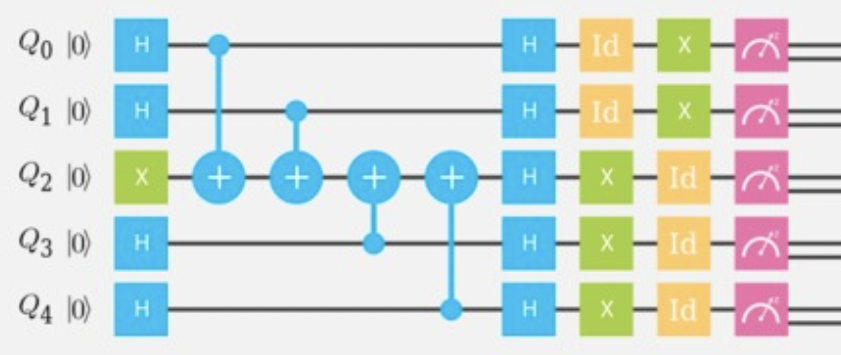 Q0 |0⟩ H H Id X z
Q1 |0⟩ H H Id X z
Q2 |0⟩ X + + + + H X Id z
Q3 |0⟩ H H X Id z
Q4 |0⟩ H H X Id z